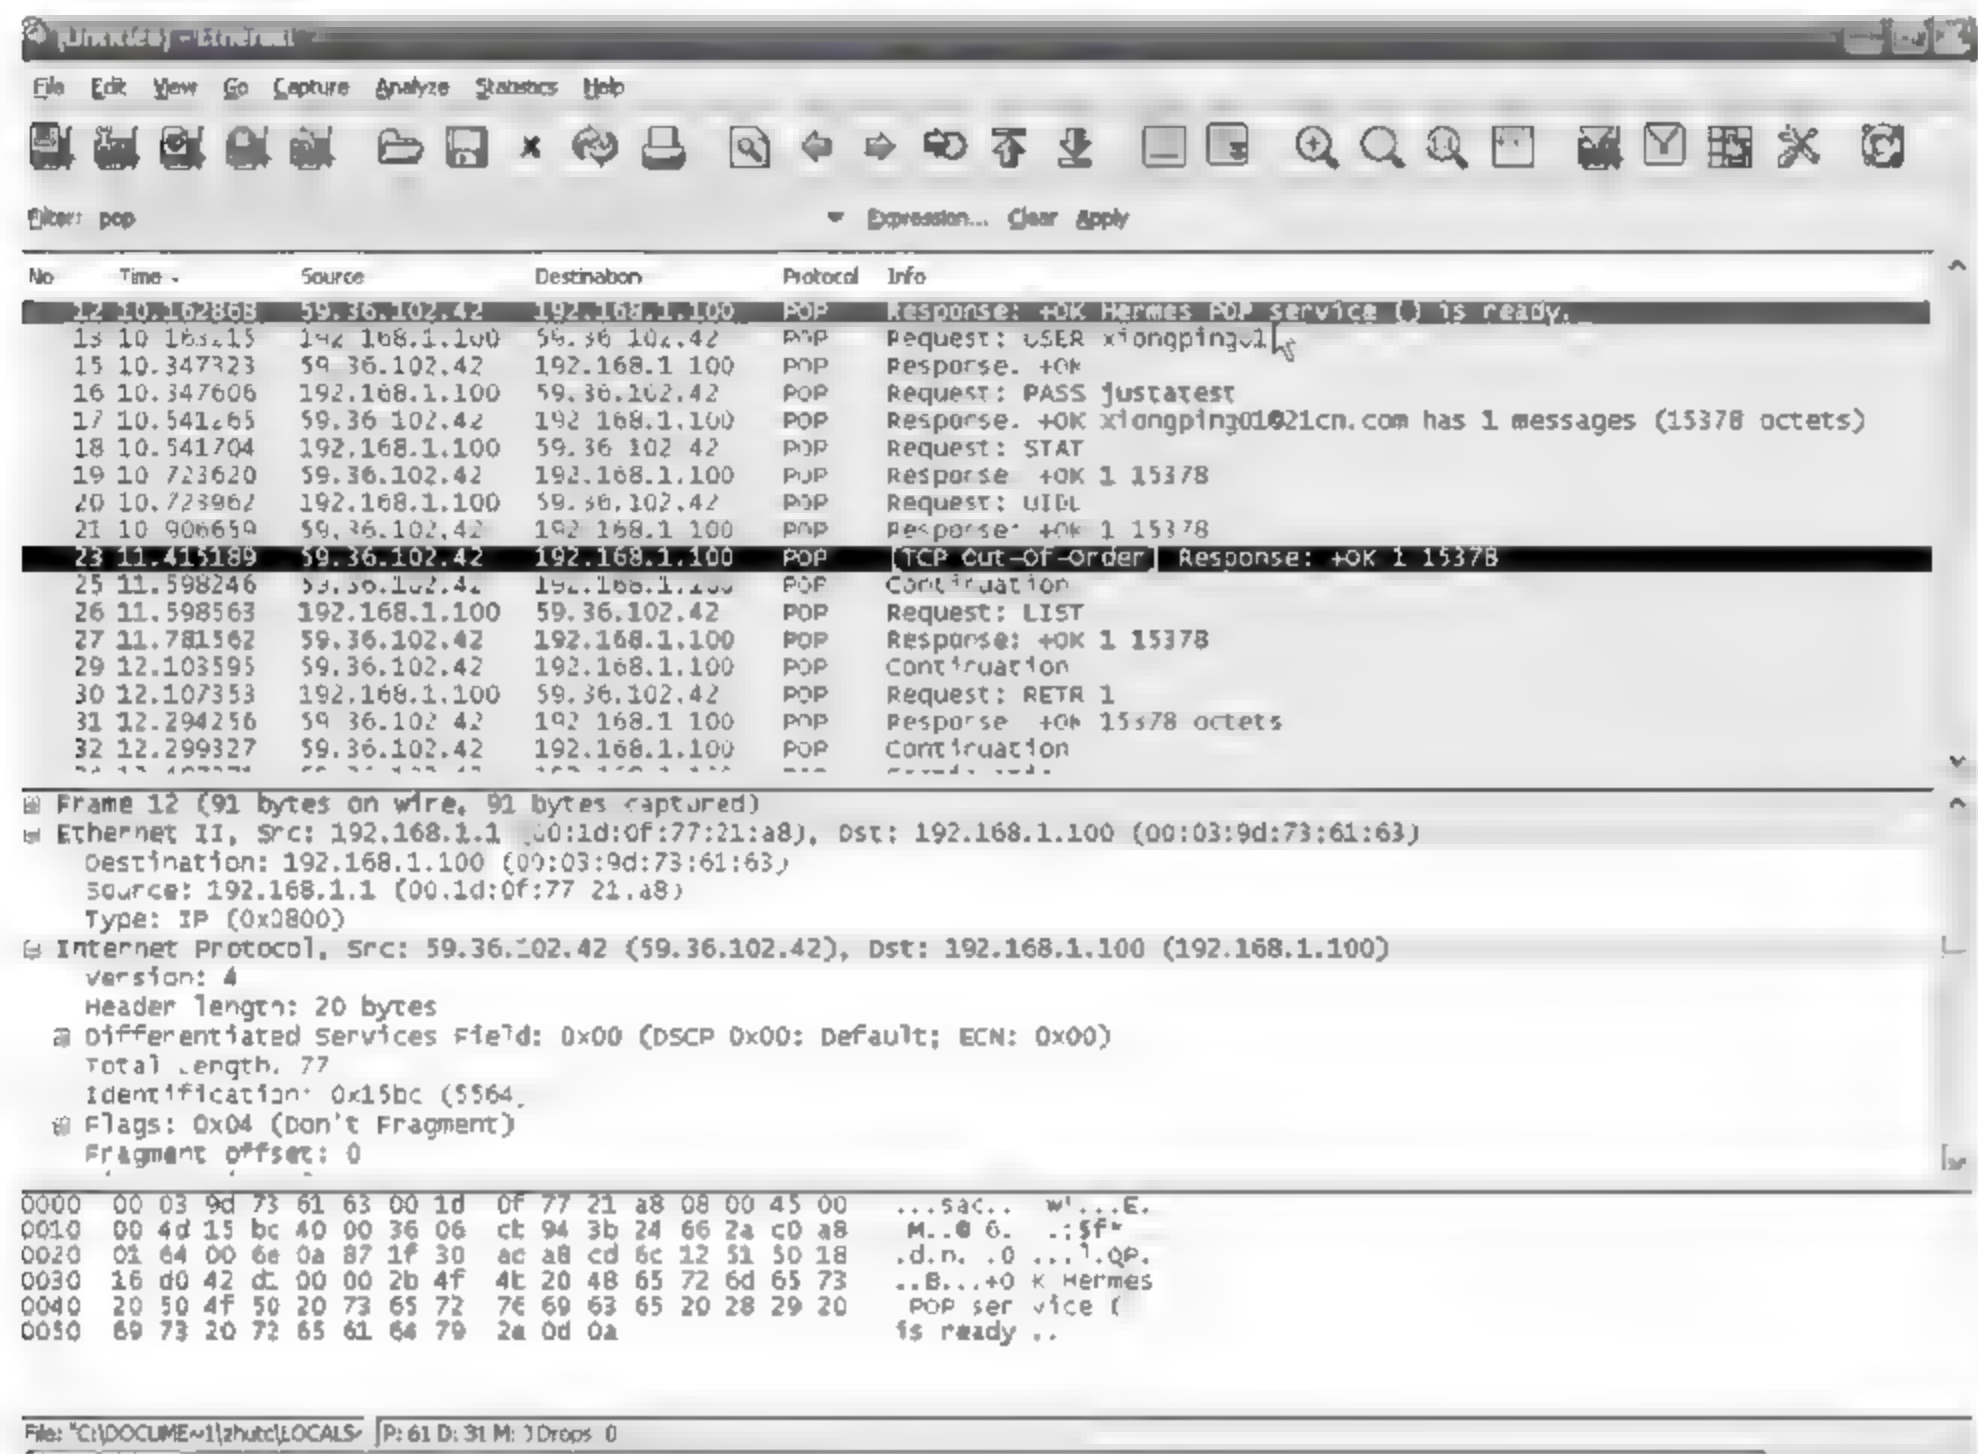 (Untitled) - Ethereal
File Edit View Go Capture Analyze Statistics Help
Filter: pop Expression... Clear Apply
No Time Source Destination Protocol Info
12 10.162868 59.36.102.42 192.168.1.100 POP Response: +OK Hermes POP service () is ready.
13 192.168.1.100 59.36.102.42 POP Request: USER xiongping01
15 10.347323 59.36.102.42 192.168.1.100 POP Response: +OK
16 10.347606 192.168.1.100 59.36.102.42 POP Request: PASS justatest
17 10.541265 59.36.102.42 192.168.1.100 POP Response: +OK xiongping01@21cn.com has 1 messages (15378 octets)
18 10.541704 192.168.1.100 59.36.102.42 POP Request: STAT
19 10.723620 59.36.102.42 192.168.1.100 POP Response: +OK 1 15378
20 10.723962 192.168.1.100 59.36.102.42 POP Request: UIDL
21 10.906659 59.36.102.42 192.168.1.100 POP Response: +OK 1 15378
23 11.415189 59.36.102.42 192.168.1.100 POP [TCP Out-Of-Order] Response: +OK 1 15378
25 11.598246 59.36.102.42 192.168.1.100 POP Continuation
26 11.598563 192.168.1.100 59.36.102.42 POP Request: LIST
27 11.781562 59.36.102.42 192.168.1.100 POP Response: +OK 1 15378
29 12.103595 59.36.102.42 192.168.1.100 POP Continuation
30 12.107353 192.168.1.100 59.36.102.42 POP Request: RETR 1
31 12.294256 59.36.102.42 192.168.1.100 POP Response: +OK 15378 octets
32 12.299327 59.36.102.42 192.168.1.100 POP Continuation
Frame 12 (91 bytes on wire, 91 bytes captured)
Ethernet II, Src: 192.168.1.1 (00:1d:0f:77:21:a8), Dst: 192.168.1.100 (00:03:9d:73:61:63)
Destination: 192.168.1.100 (00:03:9d:73:61:63)
Source: 192.168.1.1 (00:1d:0f:77:21:a8)
Type: IP (0x0800)
Internet Protocol, Src: 59.36.102.42 (59.36.102.42), Dst: 192.168.1.100 (192.168.1.100)
Version: 4
Header length: 20 bytes
Differentiated Services Field: 0x00 (DSCP 0x00: Default; ECN: 0x00)
Total Length: 77
Identification: 0x15bc (5564)
Flags: 0x04 (Don't Fragment)
Fragment offset: 0
0000 00 03 9d 73 61 63 00 1d 0f 77 21 a8 08 00 45 00 ...sac.. w!...E.
0010 00 4d 15 bc 40 00 36 06 94 3b 24 66 2a c0 a8
0020 01 64 00 6e 0a 87 1f 30 ac a8 cd 6c 12 51 50 18
0030 16 d0 42 00 00 2b 4f 4b 20 48 65 72 6d 65 73 ..B...+O K Hermes
0040 20 50 4f 50 20 73 65 72 76 69 63 65 20 28 29 20 POP ser vice (
0050 69 73 20 72 65 61 64 79 2e 0d 0a is ready ..
File: "C:\DOCUME~1\zhutc\LOCALS~ P: 61 D: 31 M: Drops: 0